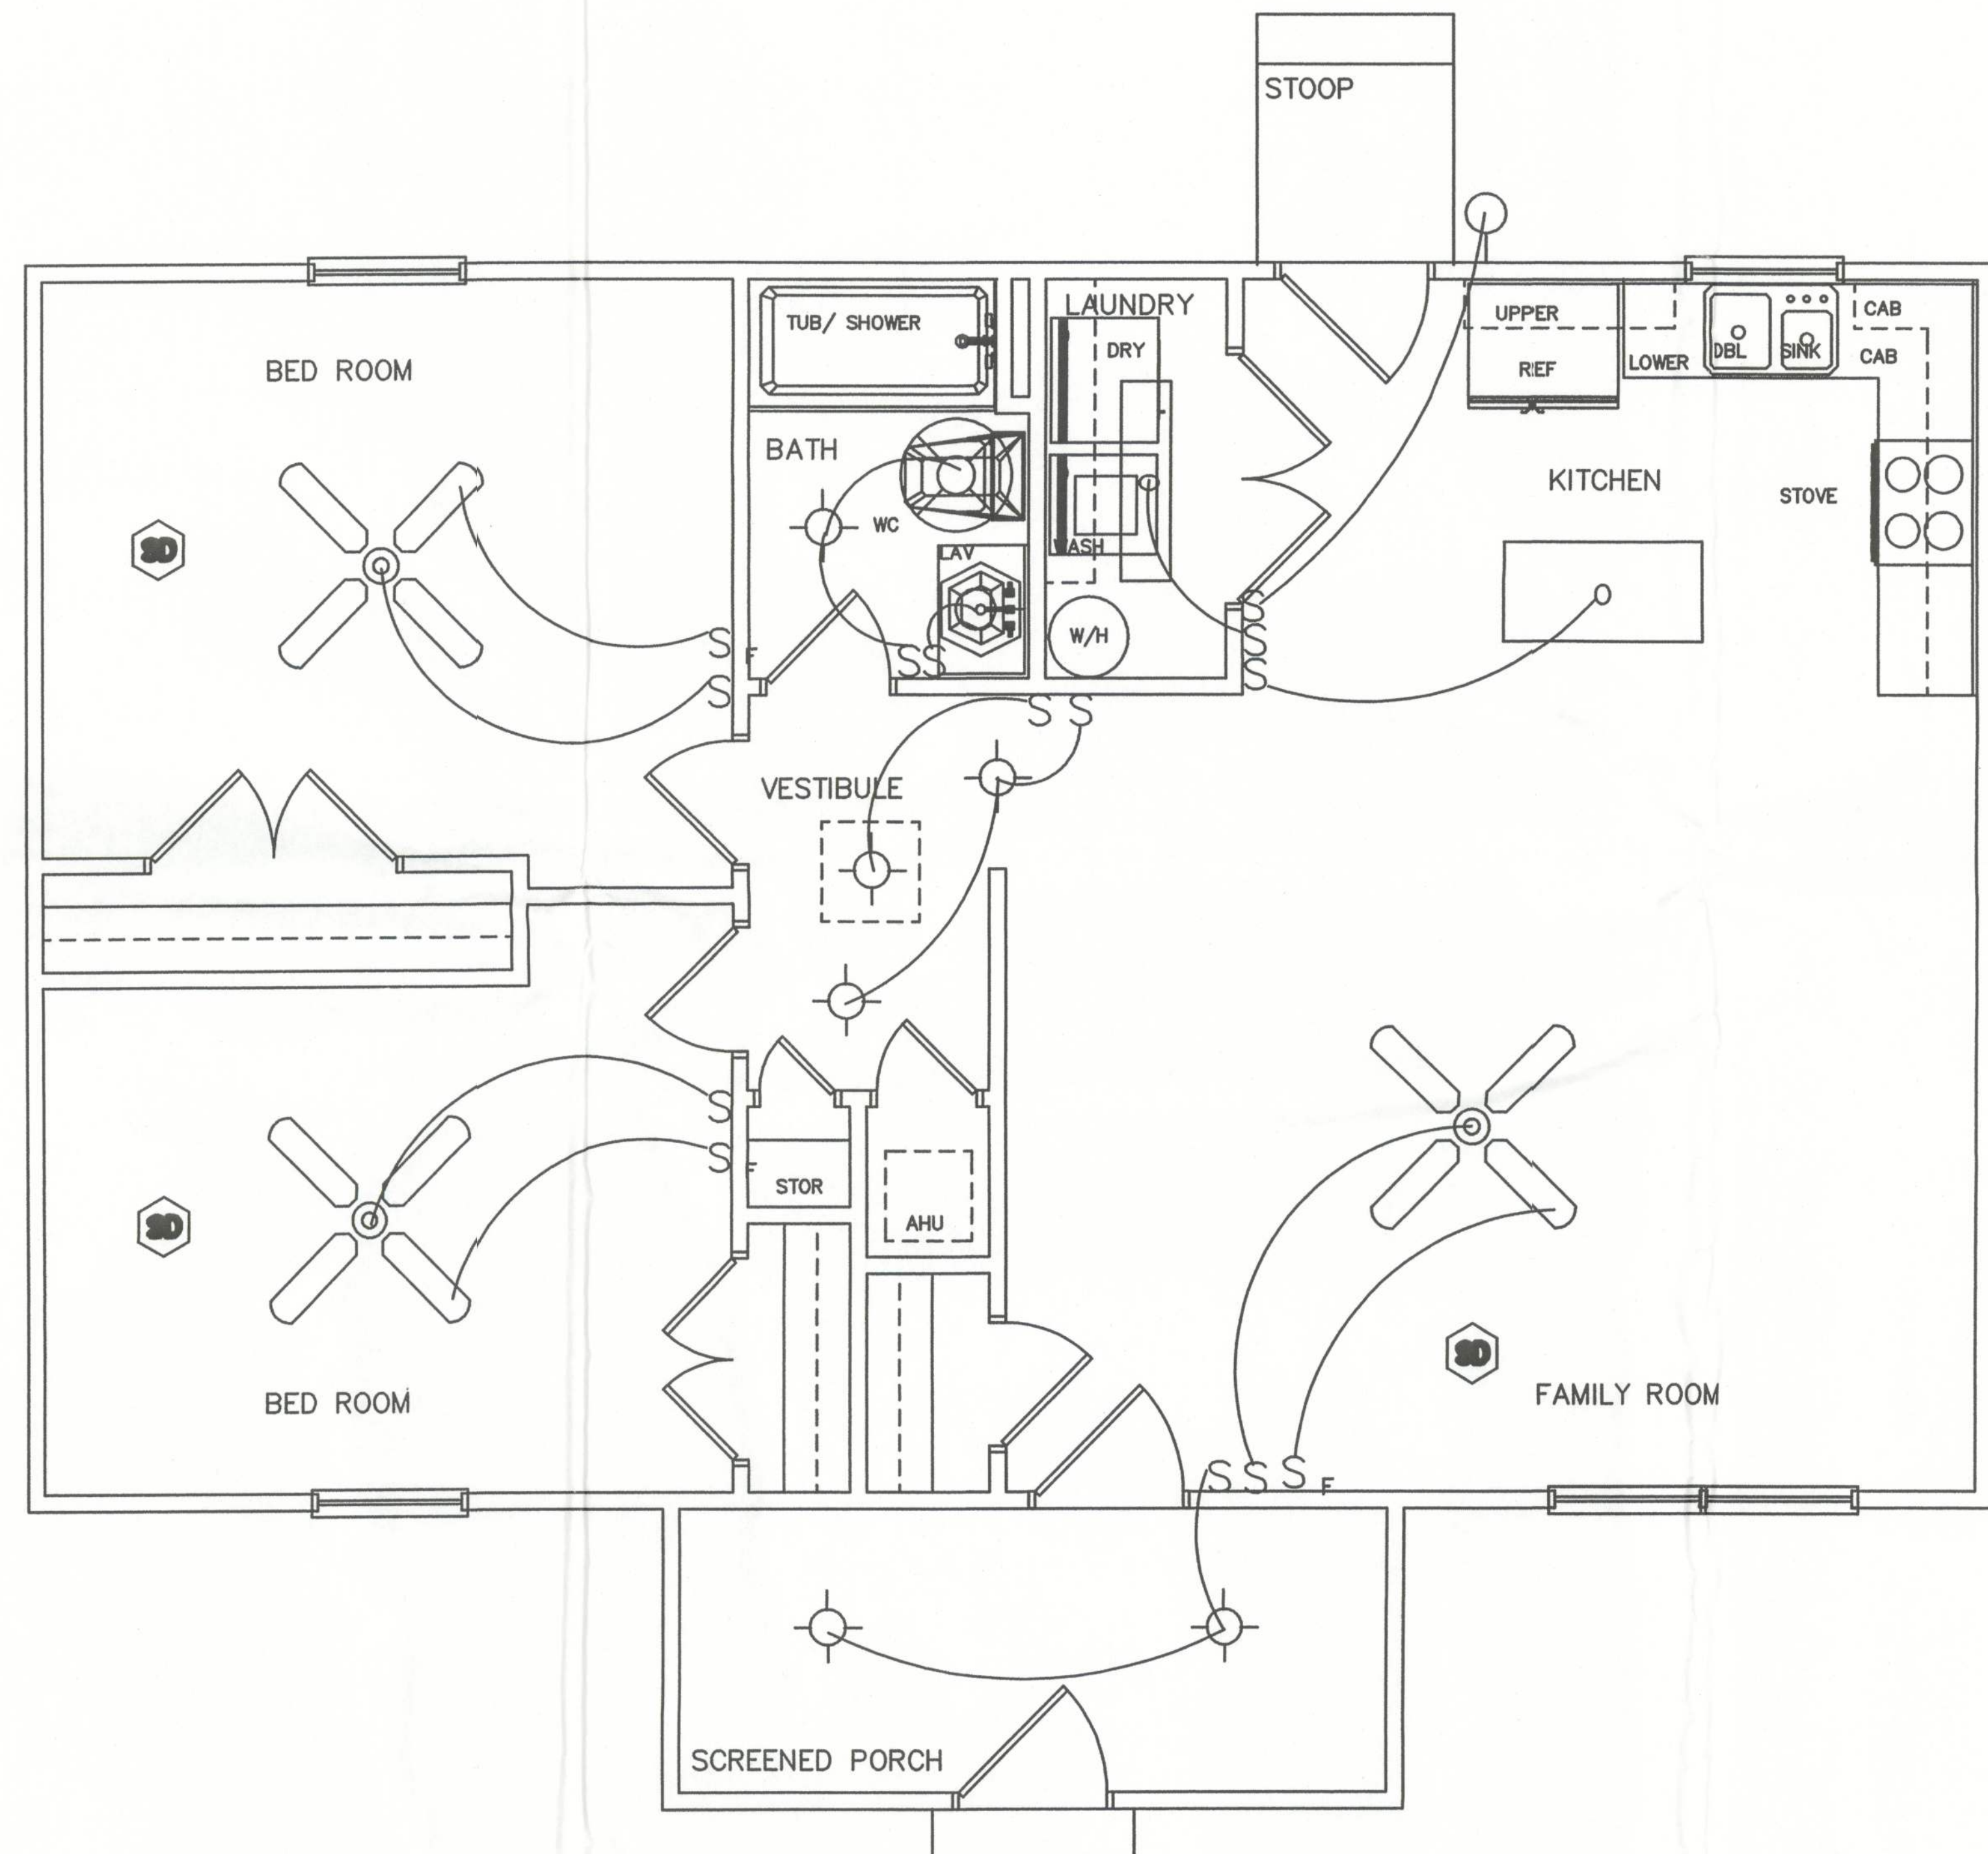 STOOP
LAUNDRY
TUB/ SHOWER
UPPER
CAB
DRY
DBL
SINK
CAB
LOWER
REF
BED ROOM
BATH
KITCHEN
STOVE
SD
WC
LAV
WASH
S
W/H
S
S F
S S
S
S
S
S S
VESTIBULE
S
S F
STOR
SD
AHU
SD
BED ROOM
FAMILY ROOM
S S S F
SCREENED PORCH